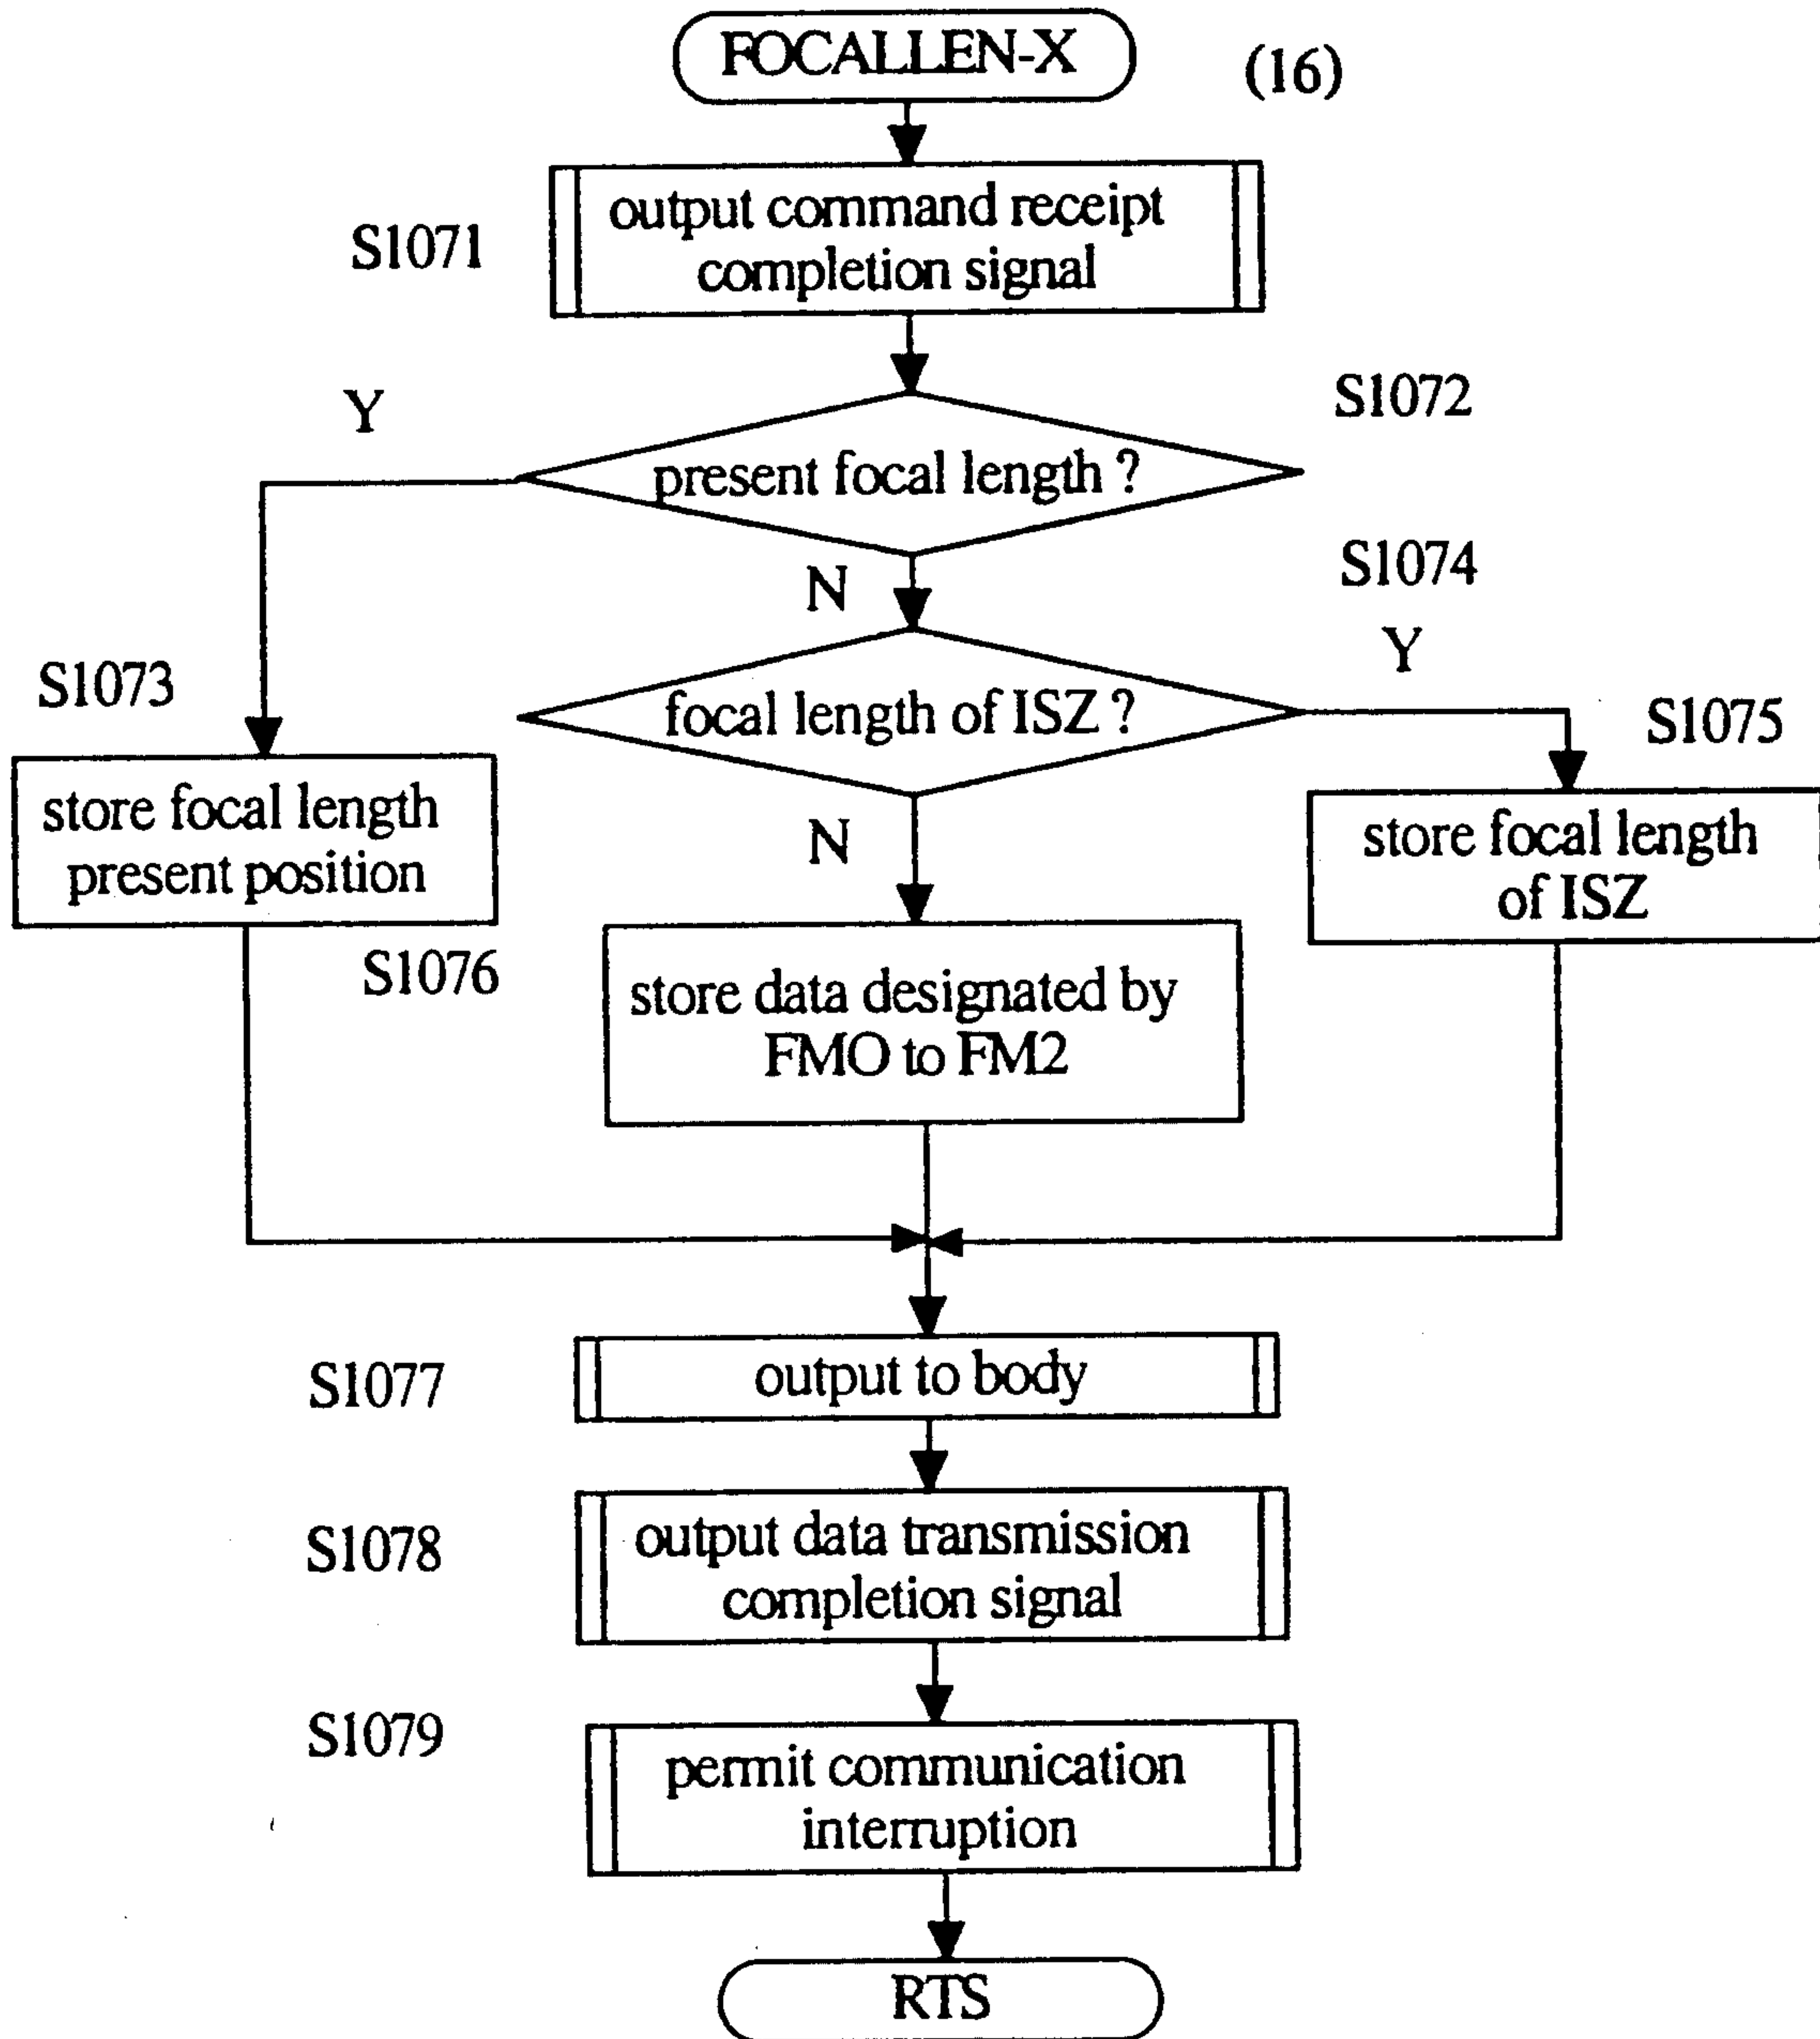 FOCALLEN-X
(16)
S1071
output command receipt
completion signal
Y
S1072
present focal length ?
N
S1074
Y
S1073
focal length of ISZ ?
S1075
store focal length
present position
N
store focal length
of ISZ
S1076
store data designated by
FMO to FM2
S1077
output to body
S1078
output data transmission
completion signal
S1079
permit communication
interruption
RTS